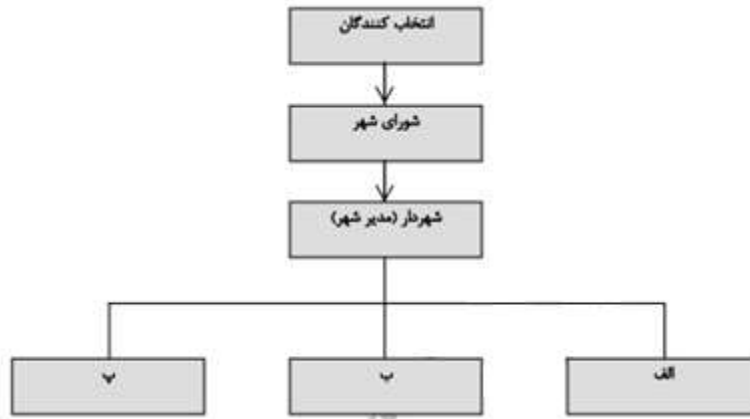 انتخاب کنندگان
شورای شهر
شهردار (مدیر شهر)
الف
ب
پ